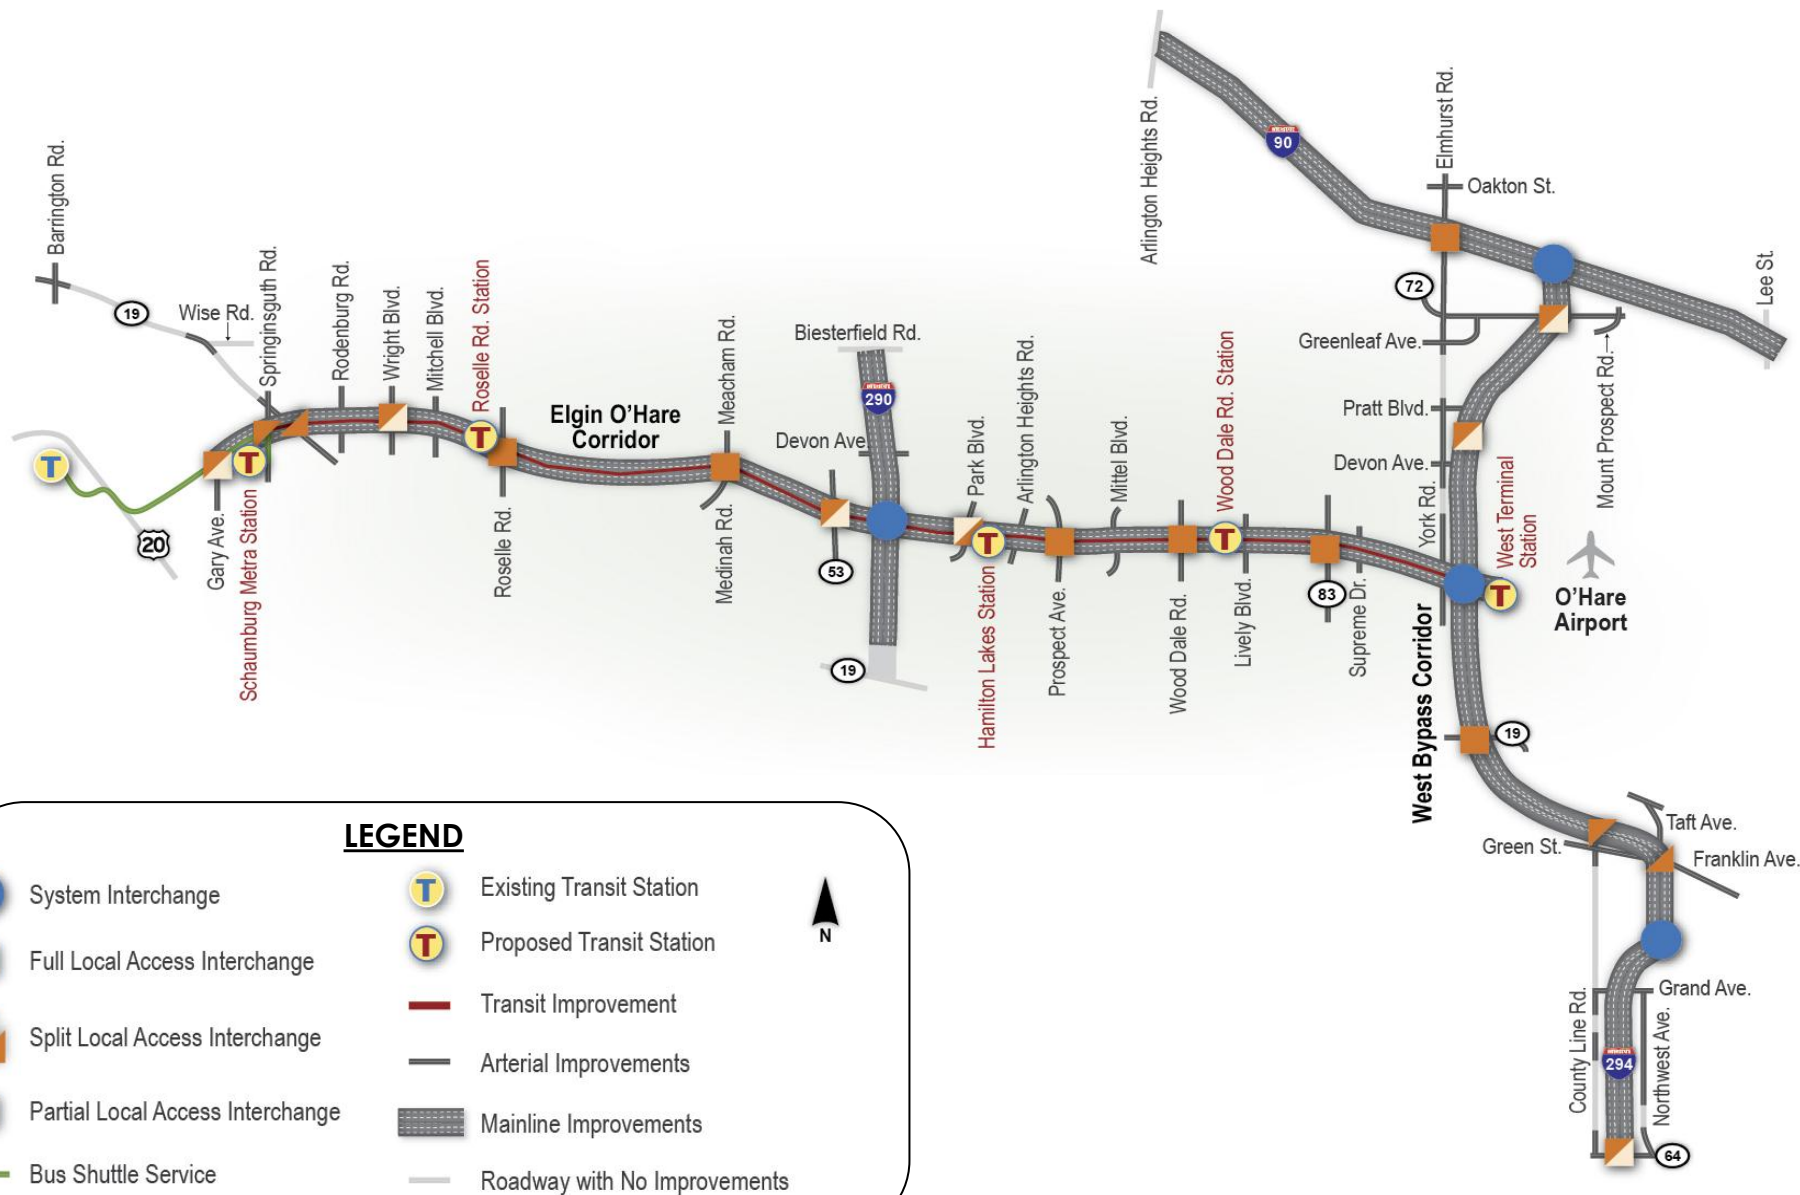 Barrington Rd.
19
Wise Rd.
Springinsguth Rd.
Rodenburg Rd.
Wright Blvd.
Mitchell Blvd.
Roselle Rd. Station
T
T
T
20
Gary Ave.
Schaumburg Metra Station
Roselle Rd.
Elgin O'Hare
Corridor
Meacham Rd.
Medinah Rd.
Biesterfield Rd.
290
Devon Ave.
53
19
Park Blvd.
Arlington Heights Rd.
T
Hamilton Lakes Station
Prospect Ave.
Mittel Blvd.
Wood Dale Rd.
Wood Dale Rd. Station
T
Lively Blvd.
83
Supreme Dr.
Arlington Heights Rd.
90
Elmhurst Rd.
Oakton St.
Lee St.
72
Greenleaf Ave.
Mount Prospect Rd.
Pratt Blvd.
Devon Ave.
York Rd.
West Terminal
Station
T
O'Hare
Airport
West Bypass Corridor
19
Taft Ave.
Green St.
Franklin Ave.
Grand Ave.
County Line Rd.
294
Northwest Ave.
64
LEGEND
System Interchange
Full Local Access Interchange
Split Local Access Interchange
Partial Local Access Interchange
Bus Shuttle Service
T
Existing Transit Station
T
Proposed Transit Station
Transit Improvement
Arterial Improvements
Mainline Improvements
Roadway with No Improvements
N